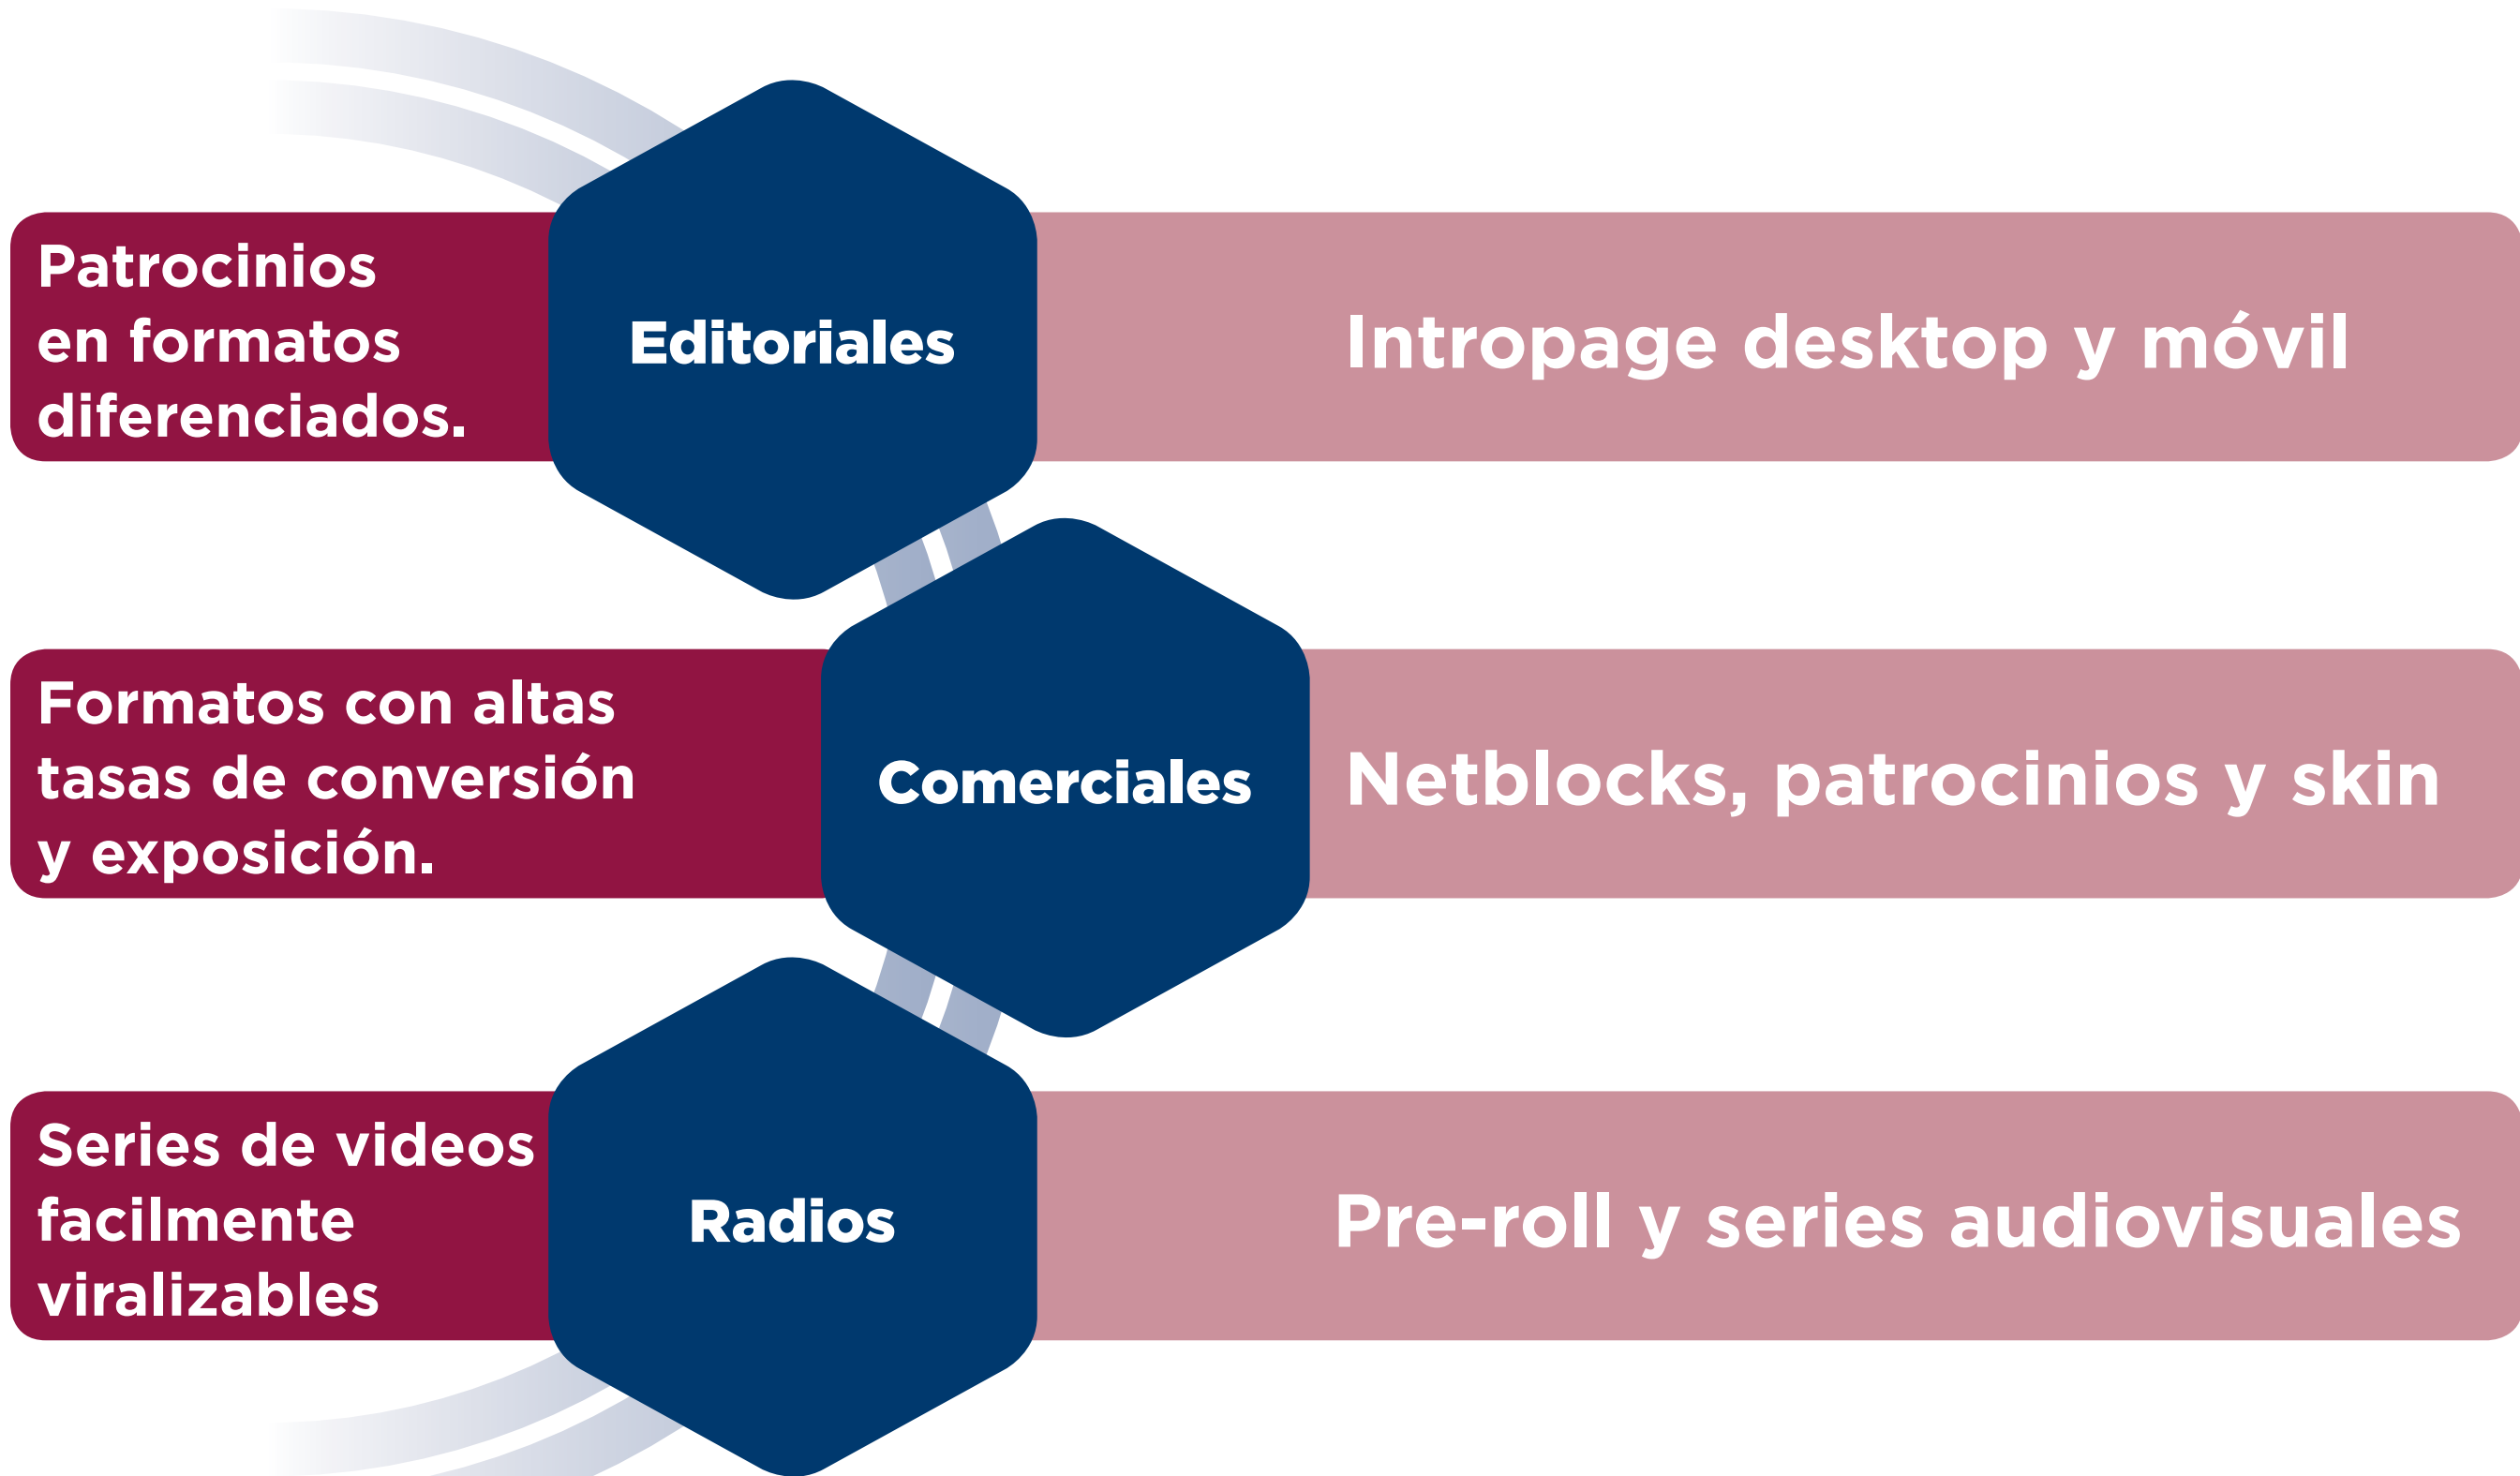 Patrocinios
en formatos
diferenciados.
Editoriales
Intropage desktop y móvil
Formatos con altas
tasas de conversión
y exposición.
Comerciales
Netblocks, patrocinios y skin
Series de videos
facilmente
viralizables
Radios
Pre-roll y series audiovisuales